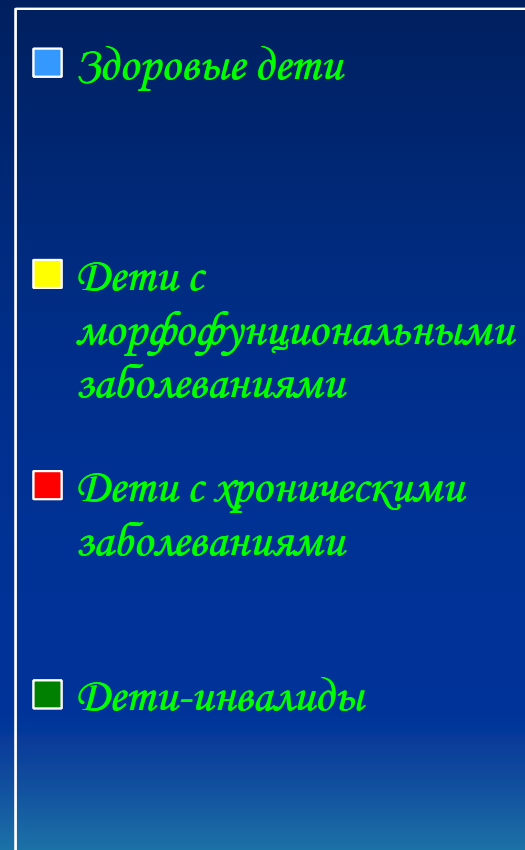 Здоровые дети
Дети с
морфофунциональными
заболеваниями
Дети с хроническими
заболеваниями
Дети-инвалиды